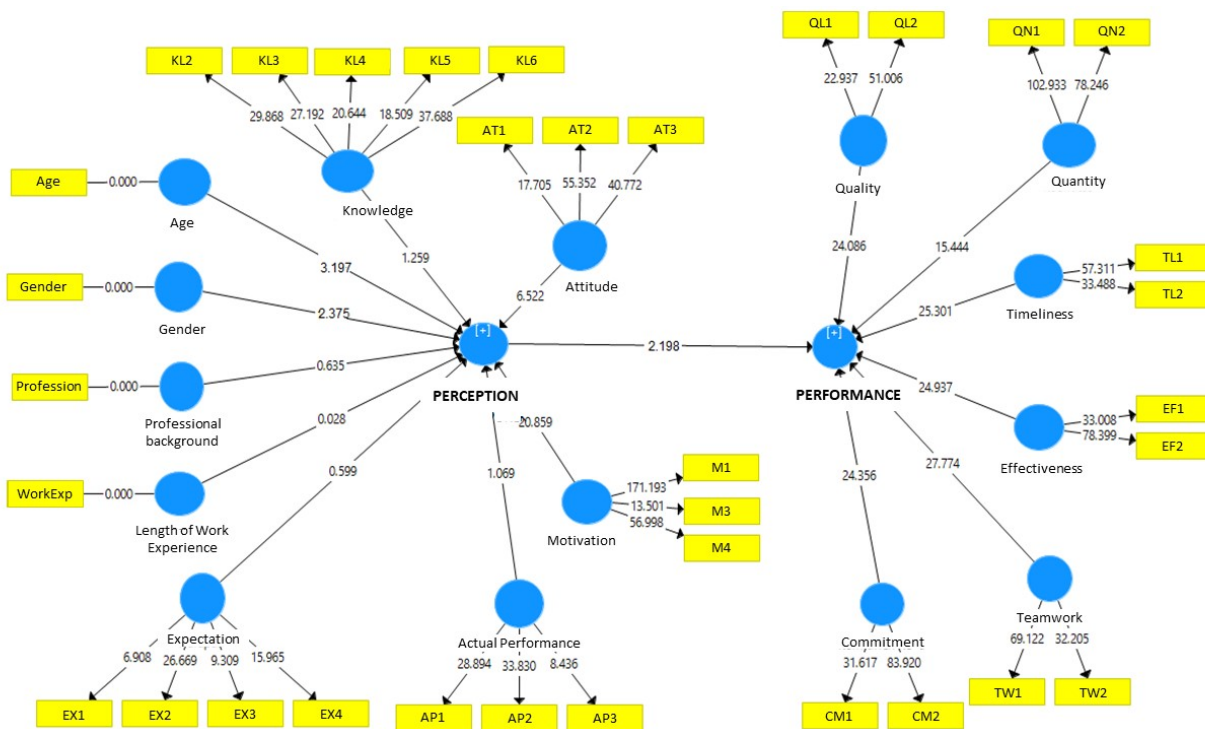 QL1
QL2
QN1
QN2
KL2
KL3
KL4
KL5
KL6
22.937
51.006
102.933
78.246
29.868
27.192
20.644
18.509
37.688
AT1
AT2
AT3
Age
0.000
17.705
55.352
40.772
Quality
Quantity
Knowledge
Age
24.086
15.444
1.259
3.197
TL1
57.311
Gender
0.000
Attitude
33.488
TL2
6.522
Timeliness
25.301
2.375
Gender
[+]
[+]
2.198
0.635
Profession
0.000
PERCEPTION
PERFORMANCE
24.937
EF1
33.008
78.399
EF2
Professional
background
0.028
20.859
0.599
1.069
24.356
27.774
Effectiveness
M1
171.193
WorkExp
0.000
13.501
M3
56.998
M4
Length of Work
Experience
Motivation
Expectation
Actual Performance
Commitment
Teamwork
6.908
26.669
9.309
15.965
28.894
33.830
8.436
31.617
83.920
69.122
32.205
EX1
EX2
EX3
EX4
AP1
AP2
AP3
CM1
CM2
TW1
TW2